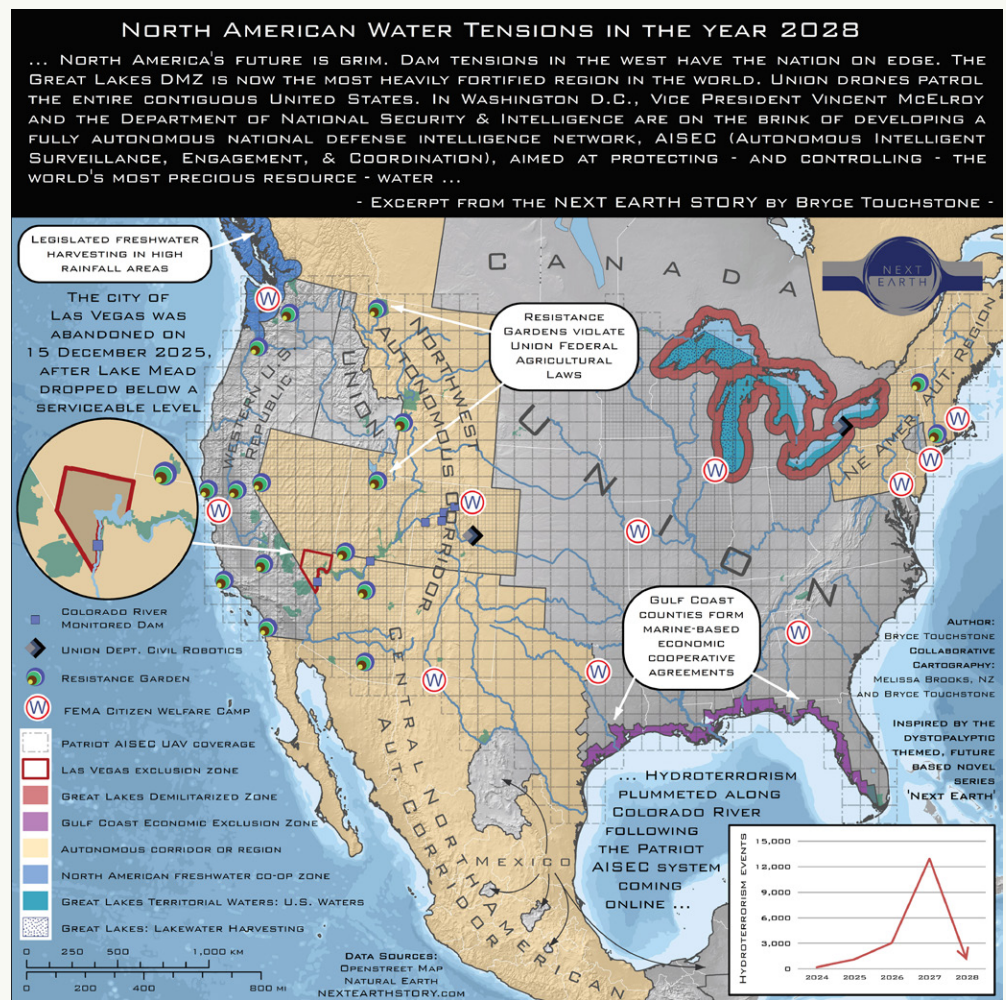 North American Water Tensions in the year 2028
... North America's future is grim. Dam tensions in the west have the nation on edge. The
Great Lakes DMZ is now the most heavily fortified region in the world. Union drones patrol
the entire contiguous United States. In Washington D.C., Vice President Vincent McElroy
and the Department of National Security & Intelligence are on the brink of developing a
fully autonomous national defense intelligence network, AISEC (Autonomous Intelligent
Surveillance, Engagement, & Coordination), aimed at protecting - and controlling - the
world's most precious resource - water ...
- Excerpt from the NEXT EARTH STORY by Bryce Touchstone -
Legislated freshwater
harvesting in high
rainfall areas
The city of
Las Vegas was
abandoned on
15 December 2025,
after Lake Mead
dropped below a
serviceable level
CANADA
NEXT
EARTH
Resistance
Gardens violate
Union Federal
Agricultural
Laws
Western U.S.
Republic
UNION
Northwest
Autonomous Corridor
UNION
NE Amer. Aut. Region
W
W
W
W
W
W
W
W
W
W
W
Gulf Coast
counties form
marine-based
economic
cooperative
agreements
Central North American
Aut. Corridor
Mexico
Colorado River
Monitored Dam
Union Dept. Civil Robotics
Resistance Garden
W
FEMA Citizen Welfare Camp
Patriot AISEC UAV coverage
Las Vegas exclusion zone
Great Lakes Demilitarized Zone
Gulf Coast Economic Exclusion Zone
Autonomous corridor or region
North American freshwater co-op zone
Great Lakes Territorial Waters: U.S. Waters
Great Lakes: Lakewater Harvesting
0 250 500 1,000 km
0 200 400 800 mi
Data Sources:
Openstreet Map
Natural Earth
nextearthstory.com
... Hydroterrorism
plummeted along
Colorado River
following
the Patriot
AISEC system
coming
online ...
Author:
Bryce Touchstone
Collaborative
Cartography:
Melissa Brooks, NZ
and Bryce Touchstone
Inspired by the
dystopalyptic
themed, future
based novel
series
'Next Earth'
Hydroterrorism Events
15,000
12,000
9,000
6,000
3,000
0
2024 2025 2026 2027 2028